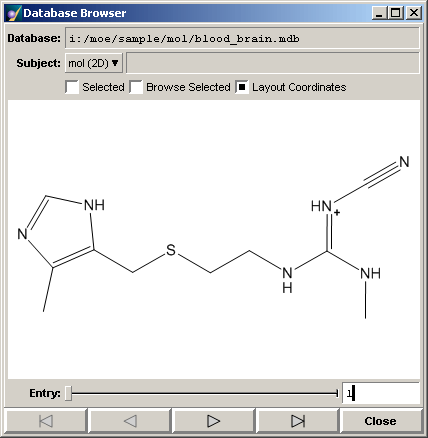 Database Browser
Database: i:/moe/sample/mol/blood_brain.mdb
Subject: mol (2D)
Selected Browse Selected Layout Coordinates
N
HN
+
NH
N
S
N
H
NH
Entry: 1
Close